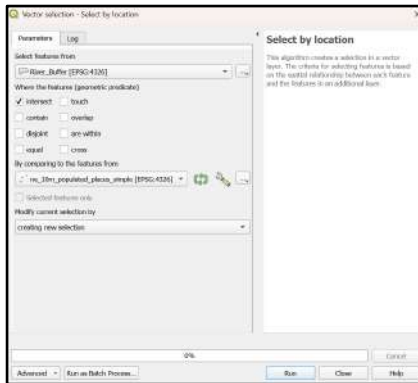 Vector selection - Select by location
Parameters Log
Select features from
River_Buffer [EPSG:4326]
Where the features (geometric predicate)
intersect touch
contain overlap
disjoint are within
equal cross
By comparing to the features from
ne_10m_populated_places_simple [EPSG:4326]
Selected features only
Modify current selection by
creating new selection
Select by location
This algorithm creates a selection in a vector
layer. The criteria for selecting features is based
on the spatial relationship between each feature
and the features in an additional layer.
0%
Cancel
Advanced Run as Batch Process... Run Close Help